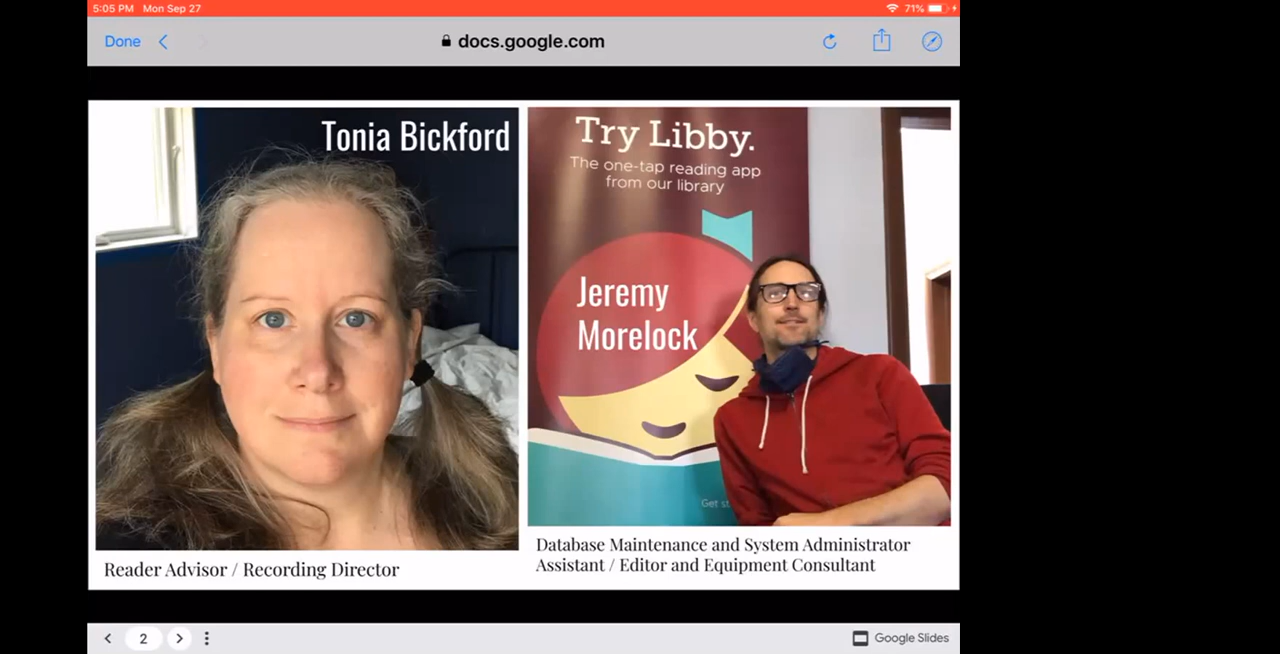 5:05 PM Mon Sep 27
71%
Done
docs.google.com
Tonia Bickford
Try Libby.
The one-tap reading app
from our library
Jeremy
Morelock
Reader Advisor / Recording Director
Database Maintenance and System Administrator
Assistant / Editor and Equipment Consultant
2
Google Slides